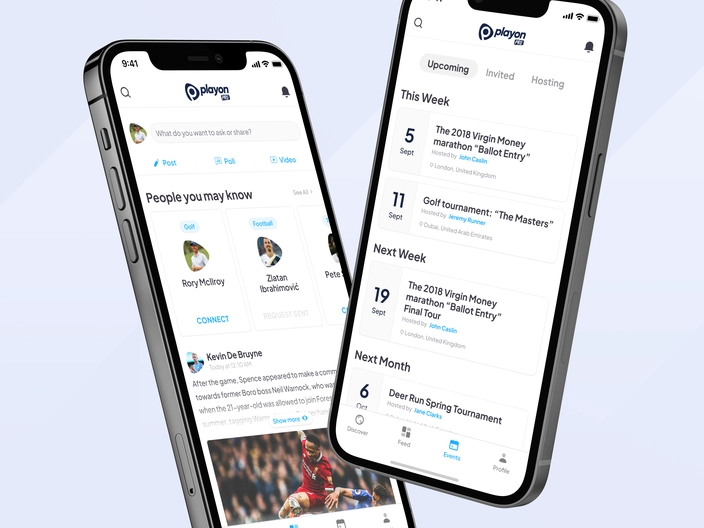 9:41
playon
PRO
What do you want to ask or share?
Post
Poll
Video
People you may know
See All >
Golf
Rory McIlroy
CONNECT
Football
Zlatan
Ibrahimović
REQUEST SENT
Pete S
Kevin De Bruyne
Today at 12:10 AM
After the game, Spence appeared to make a comm
towards former Boro boss Neil Warnock, who was
when the 21-year-old was allowed to join Fores
Show more
playon
PRO
Upcoming
Invited
Hosting
This Week
5
Sept
The 2018 Virgin Money
marathon "Ballot Entry"
Hosted by John Caslin
London, United Kingdom
11
Sept
Golf tournament: "The Masters"
Hosted by Jeremy Runner
Dubai, United Arab Emirates
Next Week
19
Sept
The 2018 Virgin Money
marathon "Ballot Entry"
Final Tour
Hosted by John Caslin
London, United Kingdom
Next Month
6
Oct
Deer Run Spring Tournament
Hosted by Jane Clarks
Discover
Feed
Events
Profile